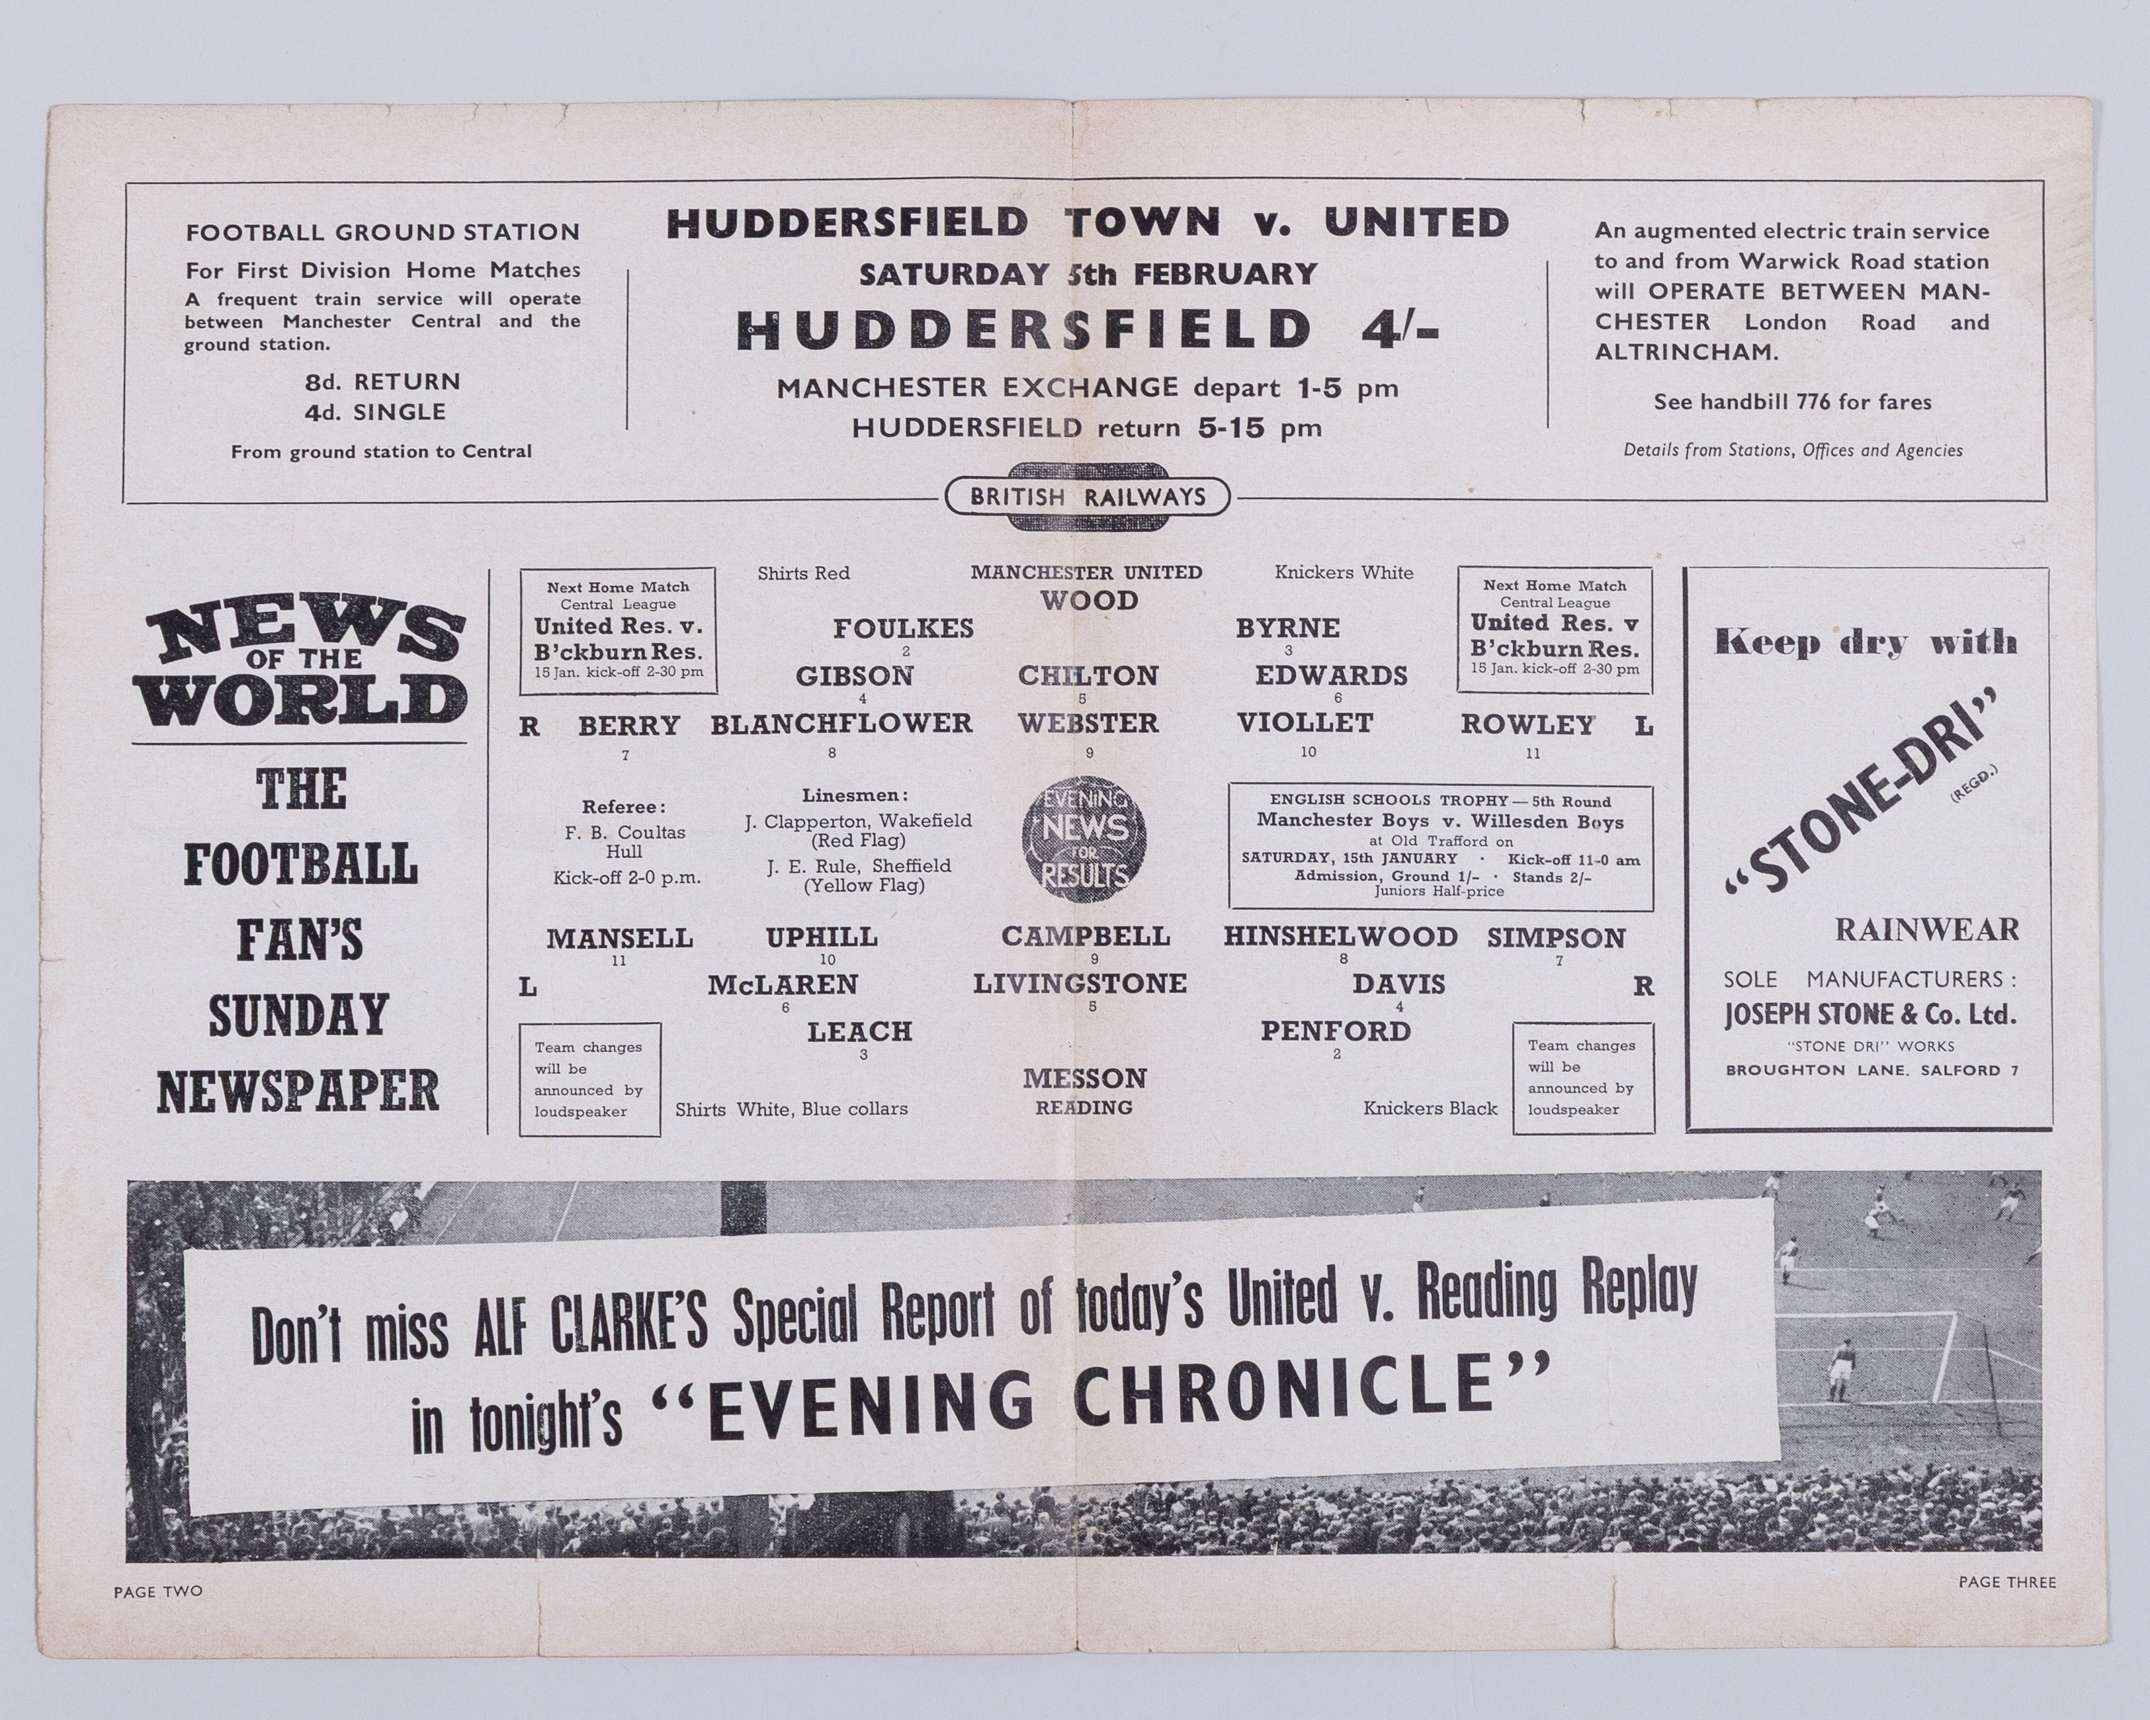 FOOTBALL GROUND STATION
For First Division Home Matches
A frequent train service will operate
between Manchester Central and the
ground station.
8d. RETURN
4d. SINGLE
From ground station to Central
HUDDERSFIELD TOWN v. UNITED
SATURDAY 5th FEBRUARY
HUDDERSFIELD 4/-
MANCHESTER EXCHANGE depart 1-5 pm
HUDDERSFIELD return 5-15 pm
An augmented electric train service
to and from Warwick Road station
will OPERATE BETWEEN MAN-
CHESTER London Road and
ALTRINCHAM.
See handbill 776 for fares
Details from Stations, Offices and Agencies
BRITISH RAILWAYS
NEWS
OF THE
WORLD
THE
FOOTBALL
FAN'S
SUNDAY
NEWSPAPER
Next Home Match
Central League
United Res. v.
B'ckburn Res.
15 Jan. kick-off 2-30 pm
Shirts Red MANCHESTER UNITED Knickers White
WOOD
Next Home Match
Central League
United Res. v
B'ckburn Res.
15 Jan. kick-off 2-30 pm
FOULKES BYRNE
2 3
GIBSON CHILTON EDWARDS
4 5 6
R BERRY BLANCHFLOWER WEBSTER VIOLLET ROWLEY L
7 8 9 10 11
Referee:
F. B. Coultas
Hull
Kick-off 2-0 p.m.
Linesmen:
J. Clapperton, Wakefield
(Red Flag)
J. E. Rule, Sheffield
(Yellow Flag)
EVENING
NEWS
FOR
RESULTS
ENGLISH SCHOOLS TROPHY — 5th Round
Manchester Boys v. Willesden Boys
at Old Trafford on
SATURDAY, 15th JANUARY · Kick-off 11-0 am
Admission, Ground 1/- · Stands 2/-
Juniors Half-price
MANSELL UPHILL CAMPBELL HINSHELWOOD SIMPSON
11 10 9 8 7
L McLAREN LIVINGSTONE DAVIS R
6 5 4
LEACH PENFORD
3 2
Team changes
will be
announced by
loudspeaker
MESSON
Shirts White, Blue collars READING Knickers Black
Team changes
will be
announced by
loudspeaker
Keep dry with
"STONE-DRI"
(REGD.)
RAINWEAR
SOLE MANUFACTURERS:
JOSEPH STONE & Co. Ltd.
"STONE DRI" WORKS
BROUGHTON LANE. SALFORD 7
Don't miss ALF CLARKE'S Special Report of today's United v. Reading Replay
in tonight's "EVENING CHRONICLE"
PAGE TWO
PAGE THREE